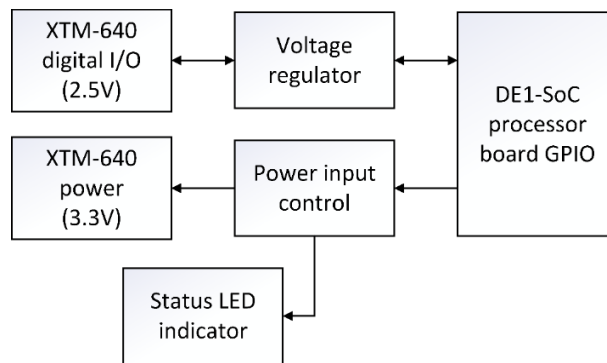 XTM-640
digital I/O
(2.5V)
Voltage
regulator
DE1-SoC
processor
board GPIO
XTM-640
power
(3.3V)
Power input
control
Status LED
indicator